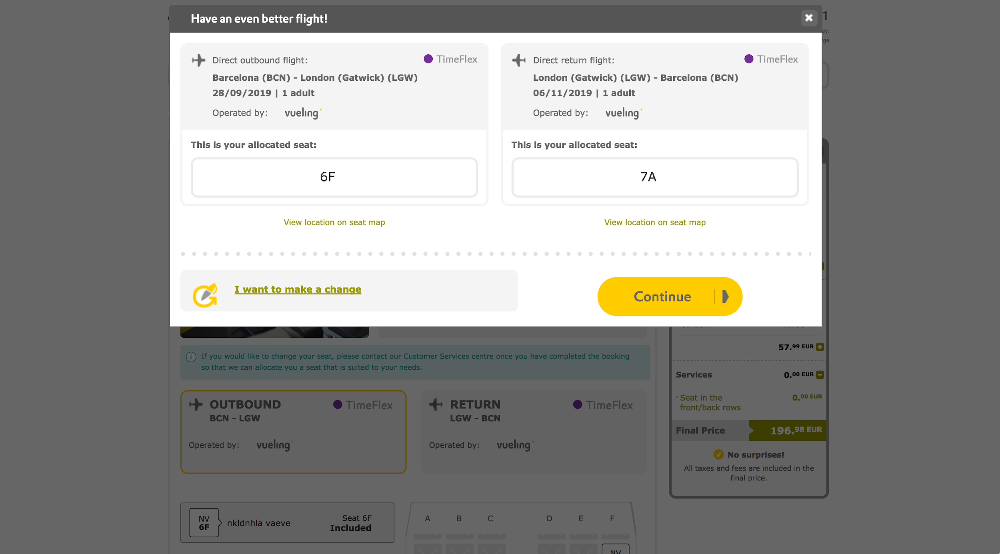 Have an even better flight!
1
ay.
rge
Direct outbound flight:
TimeFlex
Barcelona (BCN) - London (Gatwick) (LGW)
28/09/2019 | 1 adult
Operated by: vueling
This is your allocated seat:
6F
View location on seat map
Direct return flight:
TimeFlex
London (Gatwick) (LGW) - Barcelona (BCN)
06/11/2019 | 1 adult
Operated by: vueling
This is your allocated seat:
7A
View location on seat map
I want to make a change
Continue
If you would like to change your seat, please contact our Customer Services centre once you have completed the booking
so that we can allocate you a seat that is suited to your needs.
OUTBOUND
TimeFlex
BCN - LGW
Operated by: vueling
RETURN
TimeFlex
LGW - BCN
Operated by: vueling
57.99 EUR
Services 0.00 EUR
Seat in the
front/back rows
0.00 EUR
Final Price 196.98 EUR
No surprises!
All taxes and fees are included in the
final price.
NV
6F
nkldnhla vaeve
Seat 6F
Included
A B C D E F
NV